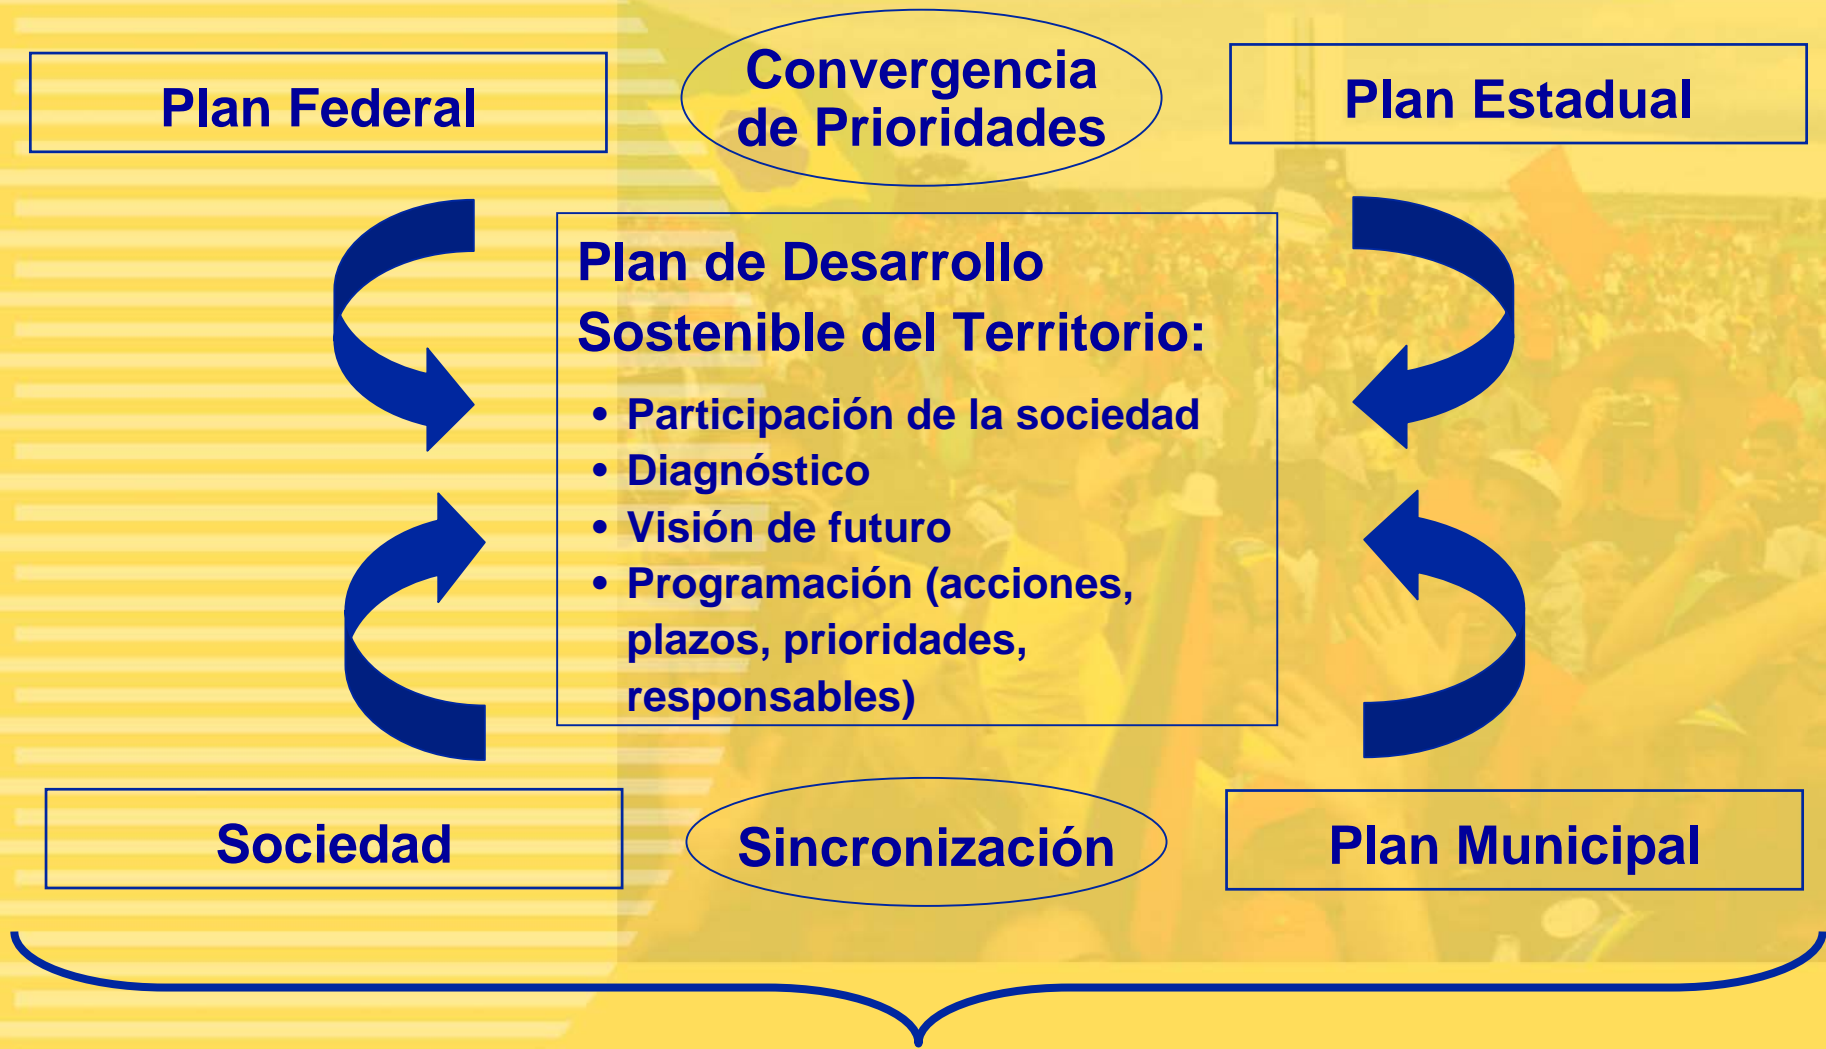 Plan Federal
Convergencia
de Prioridades
Plan Estadual
Plan de Desarrollo
Sostenible del Territorio:
• Participación de la sociedad
• Diagnóstico
• Visión de futuro
• Programación (acciones,
plazos, prioridades,
responsables)
Sociedad
Sincronización
Plan Municipal